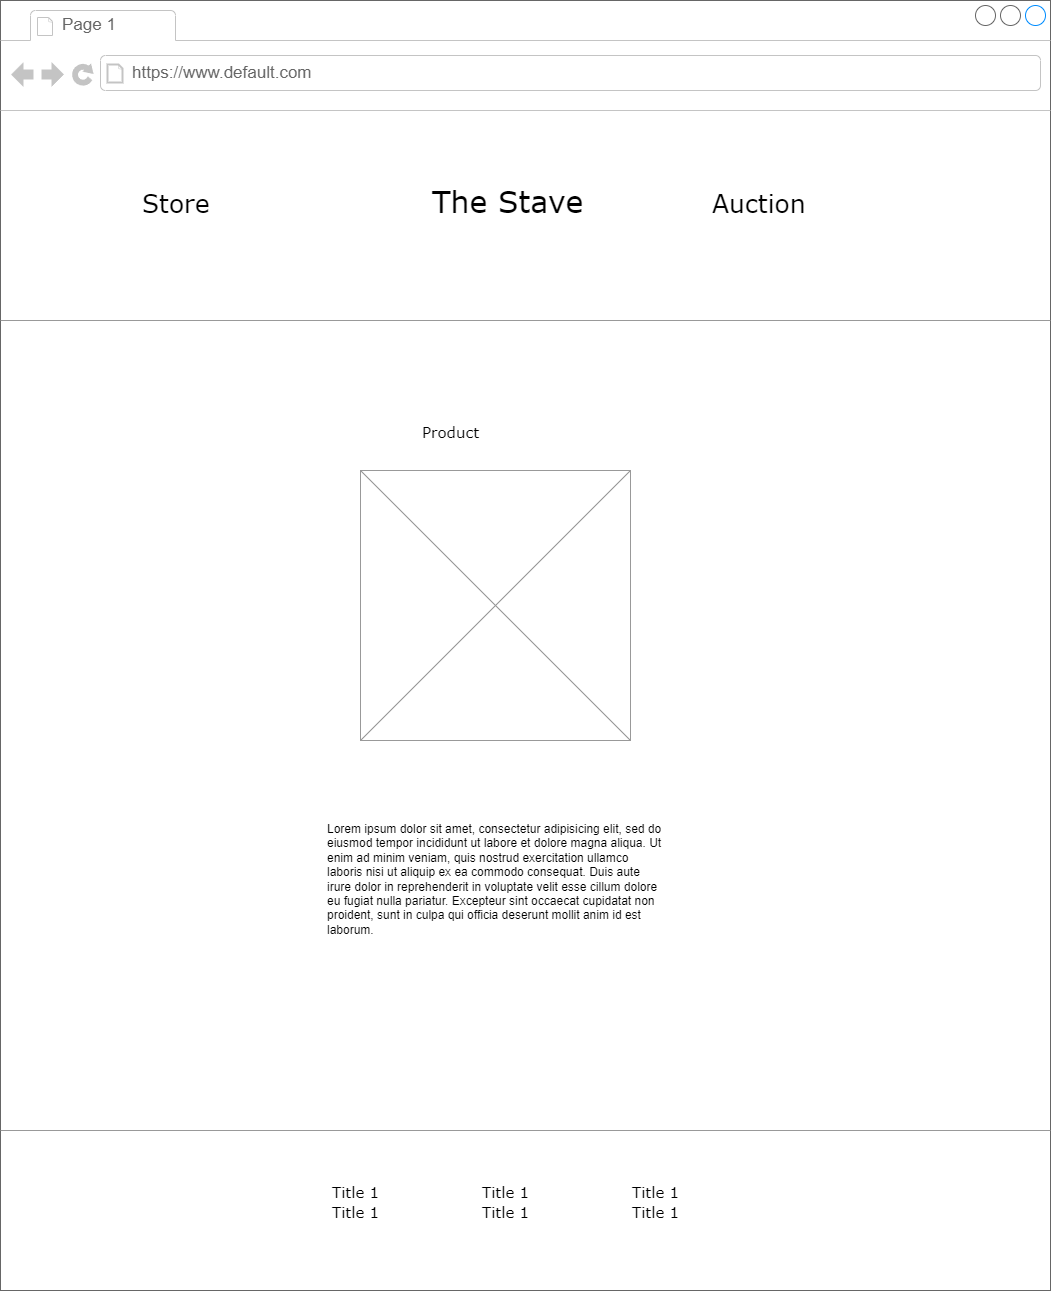 Page 1
https://www.default.com
Store The Stave Auction
Product
Lorem ipsum dolor sit amet, consectetur adipisicing elit, sed do
eiusmod tempor incididunt ut labore et dolore magna aliqua. Ut
enim ad minim veniam, quis nostrud exercitation ullamco
laboris nisi ut aliquip ex ea commodo consequat. Duis aute
irure dolor in reprehenderit in voluptate velit esse cillum dolore
eu fugiat nulla pariatur. Excepteur sint occaecat cupidatat non
proident, sunt in culpa qui officia deserunt mollit anim id est
laborum.
Title 1 Title 1 Title 1
Title 1 Title 1 Title 1